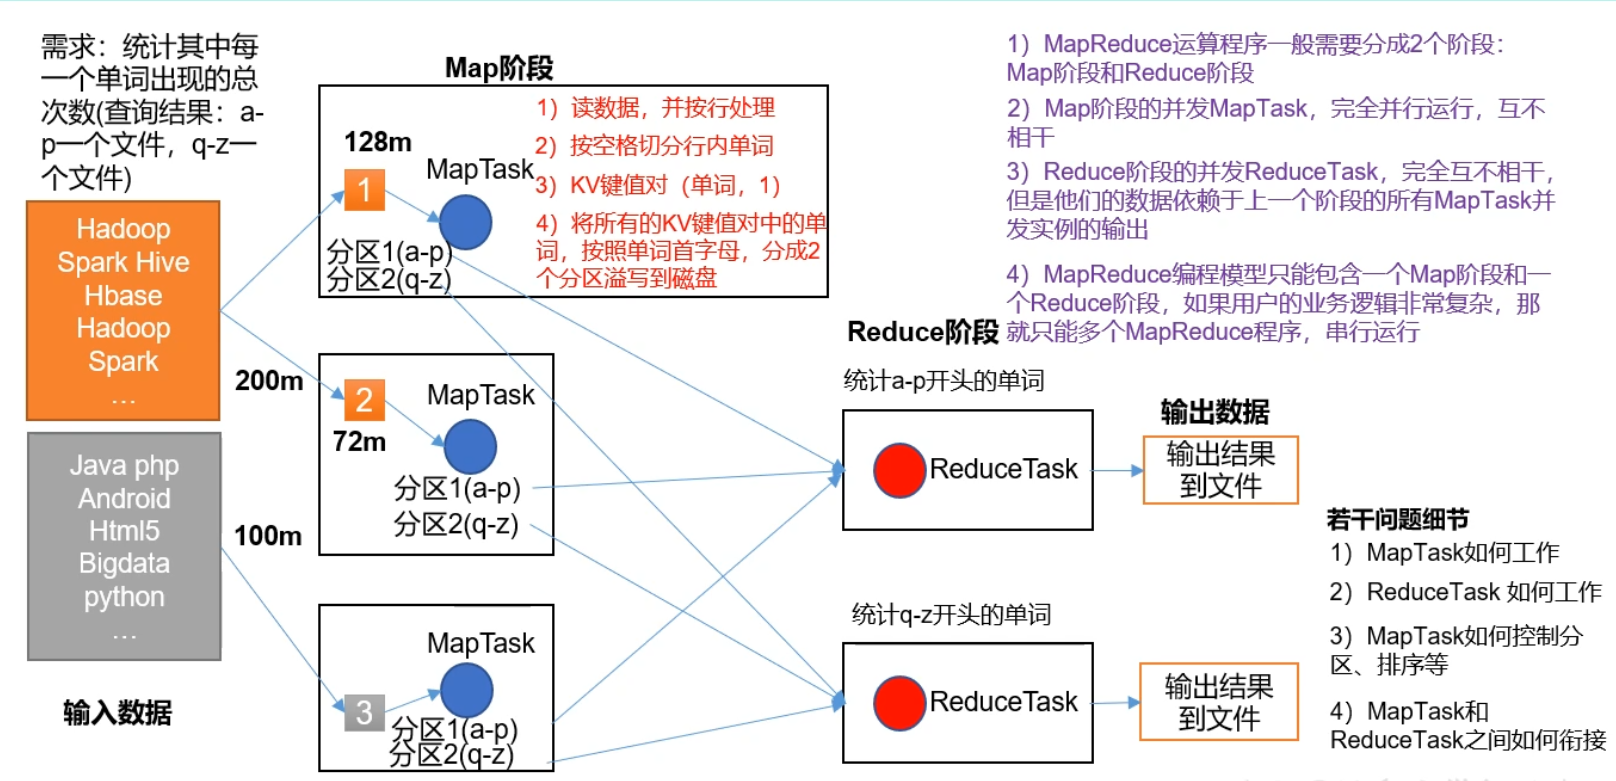 需求：统计其中每
一个单词出现的总
次数(查询结果：a-
p一个文件，q-z一
个文件)
Hadoop
Spark Hive
Hbase
Hadoop
Spark
…
Java php
Android
Html5
Bigdata
python
…
输入数据
200m
100m
Map阶段
128m
1
MapTask
分区1(a-p)
分区2(q-z)
1）读数据，并按行处理
2）按空格切分行内单词
3）KV键值对（单词，1）
4）将所有的KV键值对中的单
词，按照单词首字母，分成2
个分区溢写到磁盘
2
72m
MapTask
分区1(a-p)
分区2(q-z)
3
MapTask
分区1(a-p)
分区2(q-z)
1）MapReduce运算程序一般需要分成2个阶段：
Map阶段和Reduce阶段
2）Map阶段的并发MapTask，完全并行运行，互不
相干
3）Reduce阶段的并发ReduceTask，完全互不相干，
但是他们的数据依赖于上一个阶段的所有MapTask并
发实例的输出
4）MapReduce编程模型只能包含一个Map阶段和一
个Reduce阶段，如果用户的业务逻辑非常复杂，那
就只能多个MapReduce程序，串行运行
Reduce阶段
统计a-p开头的单词
ReduceTask
统计q-z开头的单词
ReduceTask
输出数据
输出结果
到文件
输出结果
到文件
若干问题细节
1）MapTask如何工作
2）ReduceTask 如何工作
3）MapTask如何控制分
区、排序等
4）MapTask和
ReduceTask之间如何衔接